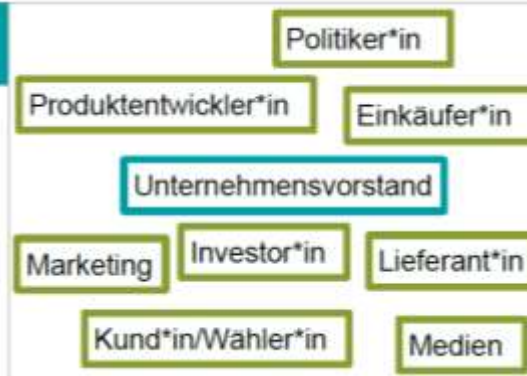 Politiker*in
Produktentwickler*in
Einkäufer*in
Unternehmensvorstand
Marketing
Investor*in
Lieferant*in
Kund*in/Wähler*in
Medien